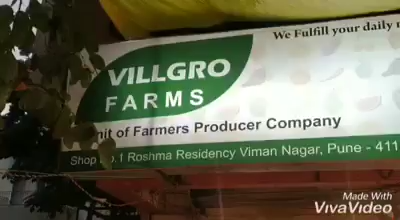 We Fulfill your daily
VILLGRO
FARMS
nit of Farmers Producer Company
Shop .1 Roshma Residency Viman Nagar, Pune - 411
Made With
VivaVideo